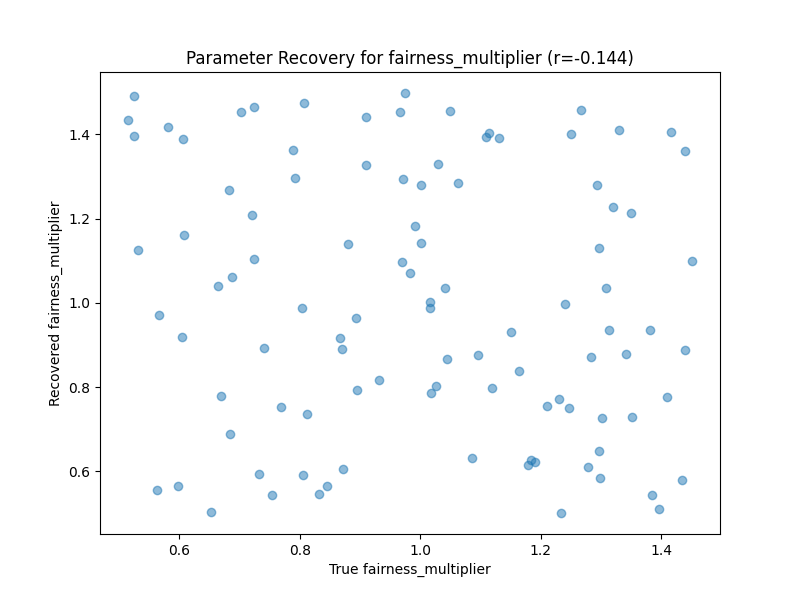 Parameter Recovery for fairness_multiplier (r=-0.144)
Recovered fairness_multiplier
1.4
1.2
1.0
0.8
0.6
0.6 0.8 1.0 1.2 1.4
True fairness_multiplier